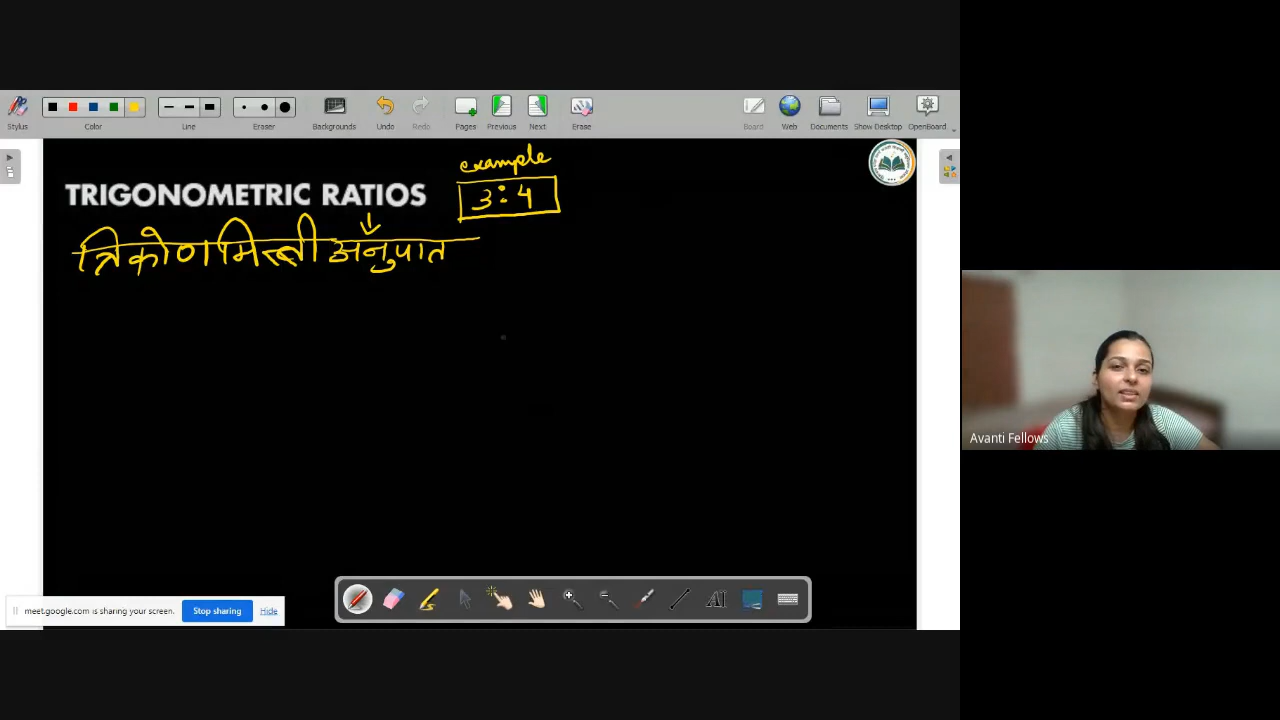 Stylus
Color
Line
Eraser
Backgrounds
Undo
Redo
Pages
Previous
Next
Erase
Board
Web
Documents
Show Desktop
OpenBoard
example
TRIGONOMETRIC RATIOS
3:4
त्रिकोणमिती अनुपात
Avanti Fellows
meet.google.com is sharing your screen.
Stop sharing
Hide
AI